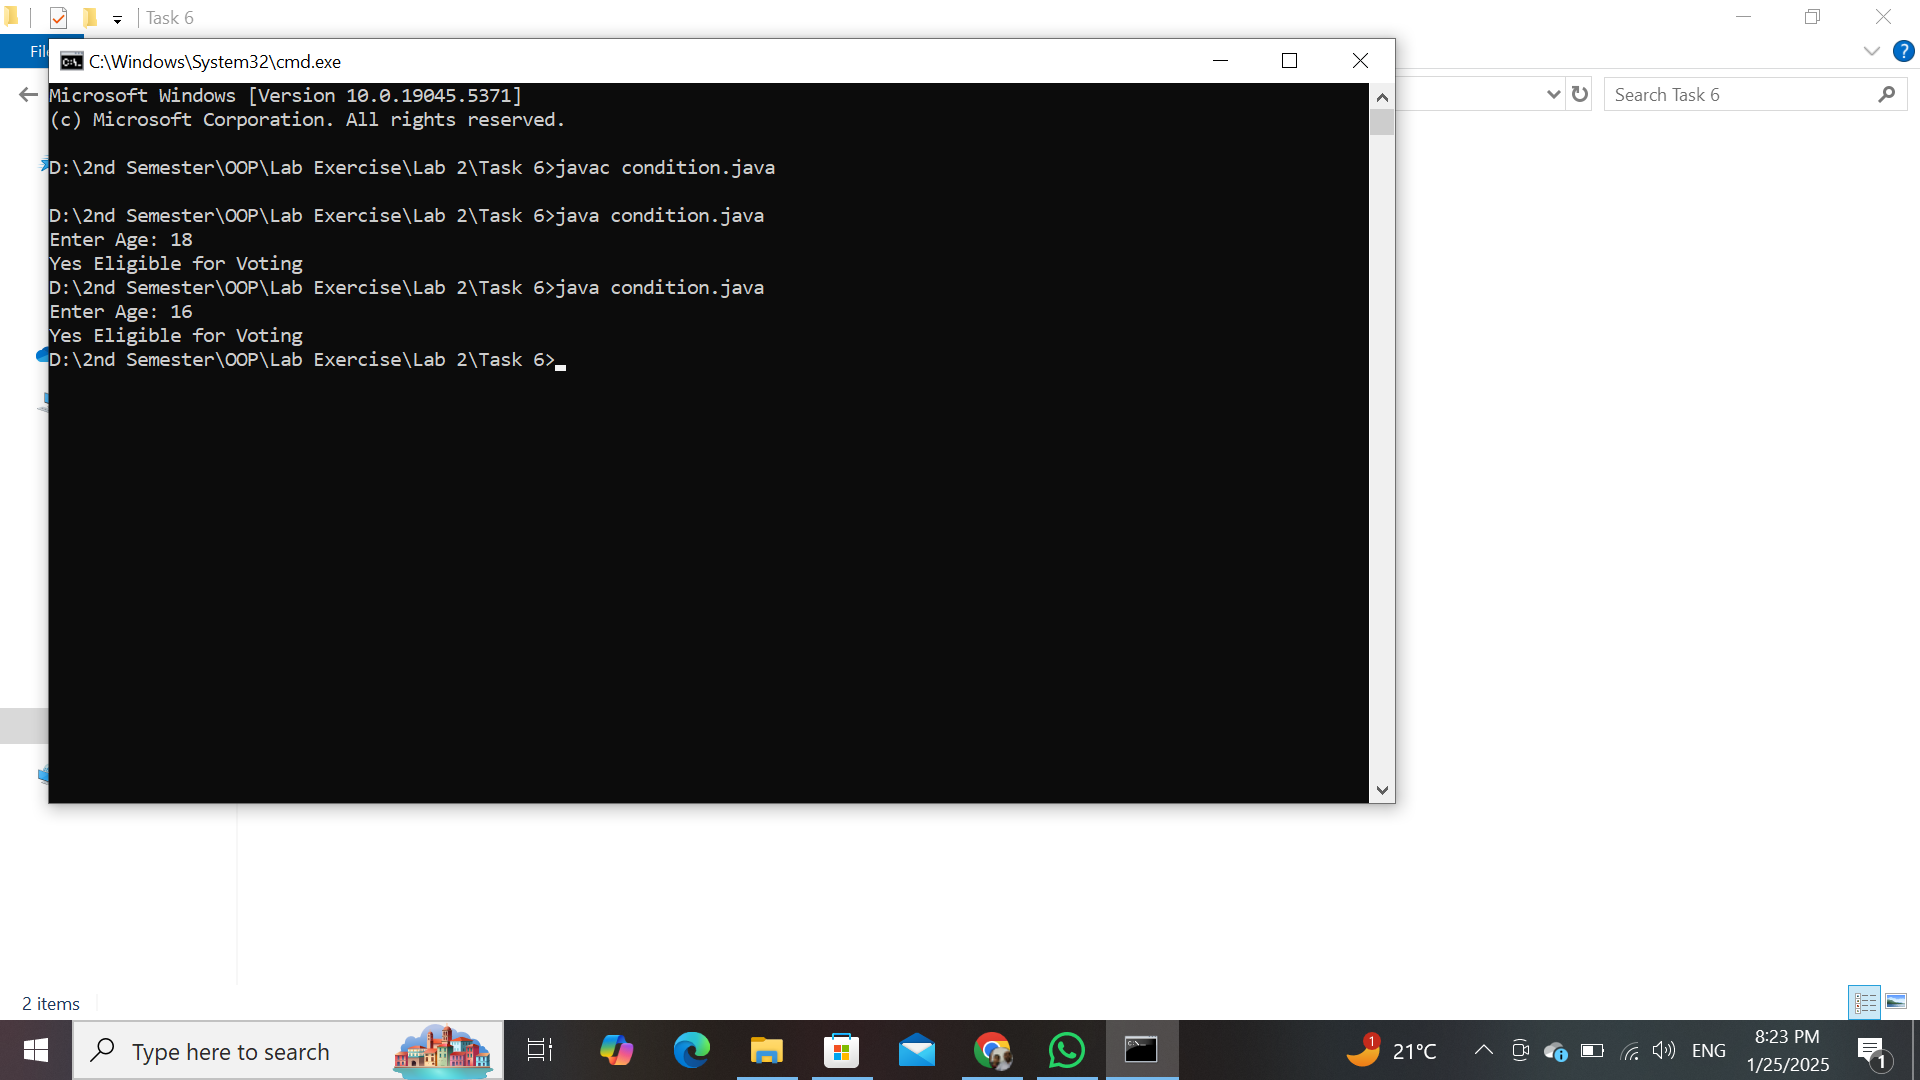 Task 6
Fil
C:\Windows\System32\cmd.exe
Search Task 6
Microsoft Windows [Version 10.0.19045.5371]
(c) Microsoft Corporation. All rights reserved.
D:\2nd Semester\OOP\Lab Exercise\Lab 2\Task 6>javac condition.java
D:\2nd Semester\OOP\Lab Exercise\Lab 2\Task 6>java condition.java
Enter Age: 18
Yes Eligible for Voting
D:\2nd Semester\OOP\Lab Exercise\Lab 2\Task 6>java condition.java
Enter Age: 16
Yes Eligible for Voting
D:\2nd Semester\OOP\Lab Exercise\Lab 2\Task 6>
2 items
Type here to search
1
21°C
ENG
8:23 PM
1/25/2025
1